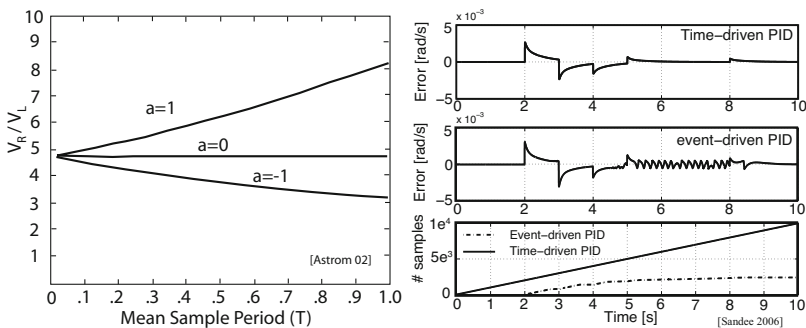 10
9
8
7
6
5
4
3
2
1
V_R / V_L
a=1
a=0
a=-1
[Astrom 02]
0 .1 .2 .3 .4 .5 .6 .7 .8 .9 1.0
Mean Sample Period (T)
x 10⁻³
5
0
−5
Error [rad/s]
Time−driven PID
0 2 3 4 5 6 8 10
x 10⁻³
5
0
−5
Error [rad/s]
event−driven PID
0 2 3 4 5 6 8 10
1e⁴
5e³
0
# samples
Event−driven PID
Time−driven PID
0 1 2 3 4 5 6 7 8 9 10
Time [s]
[Sandee 2006]